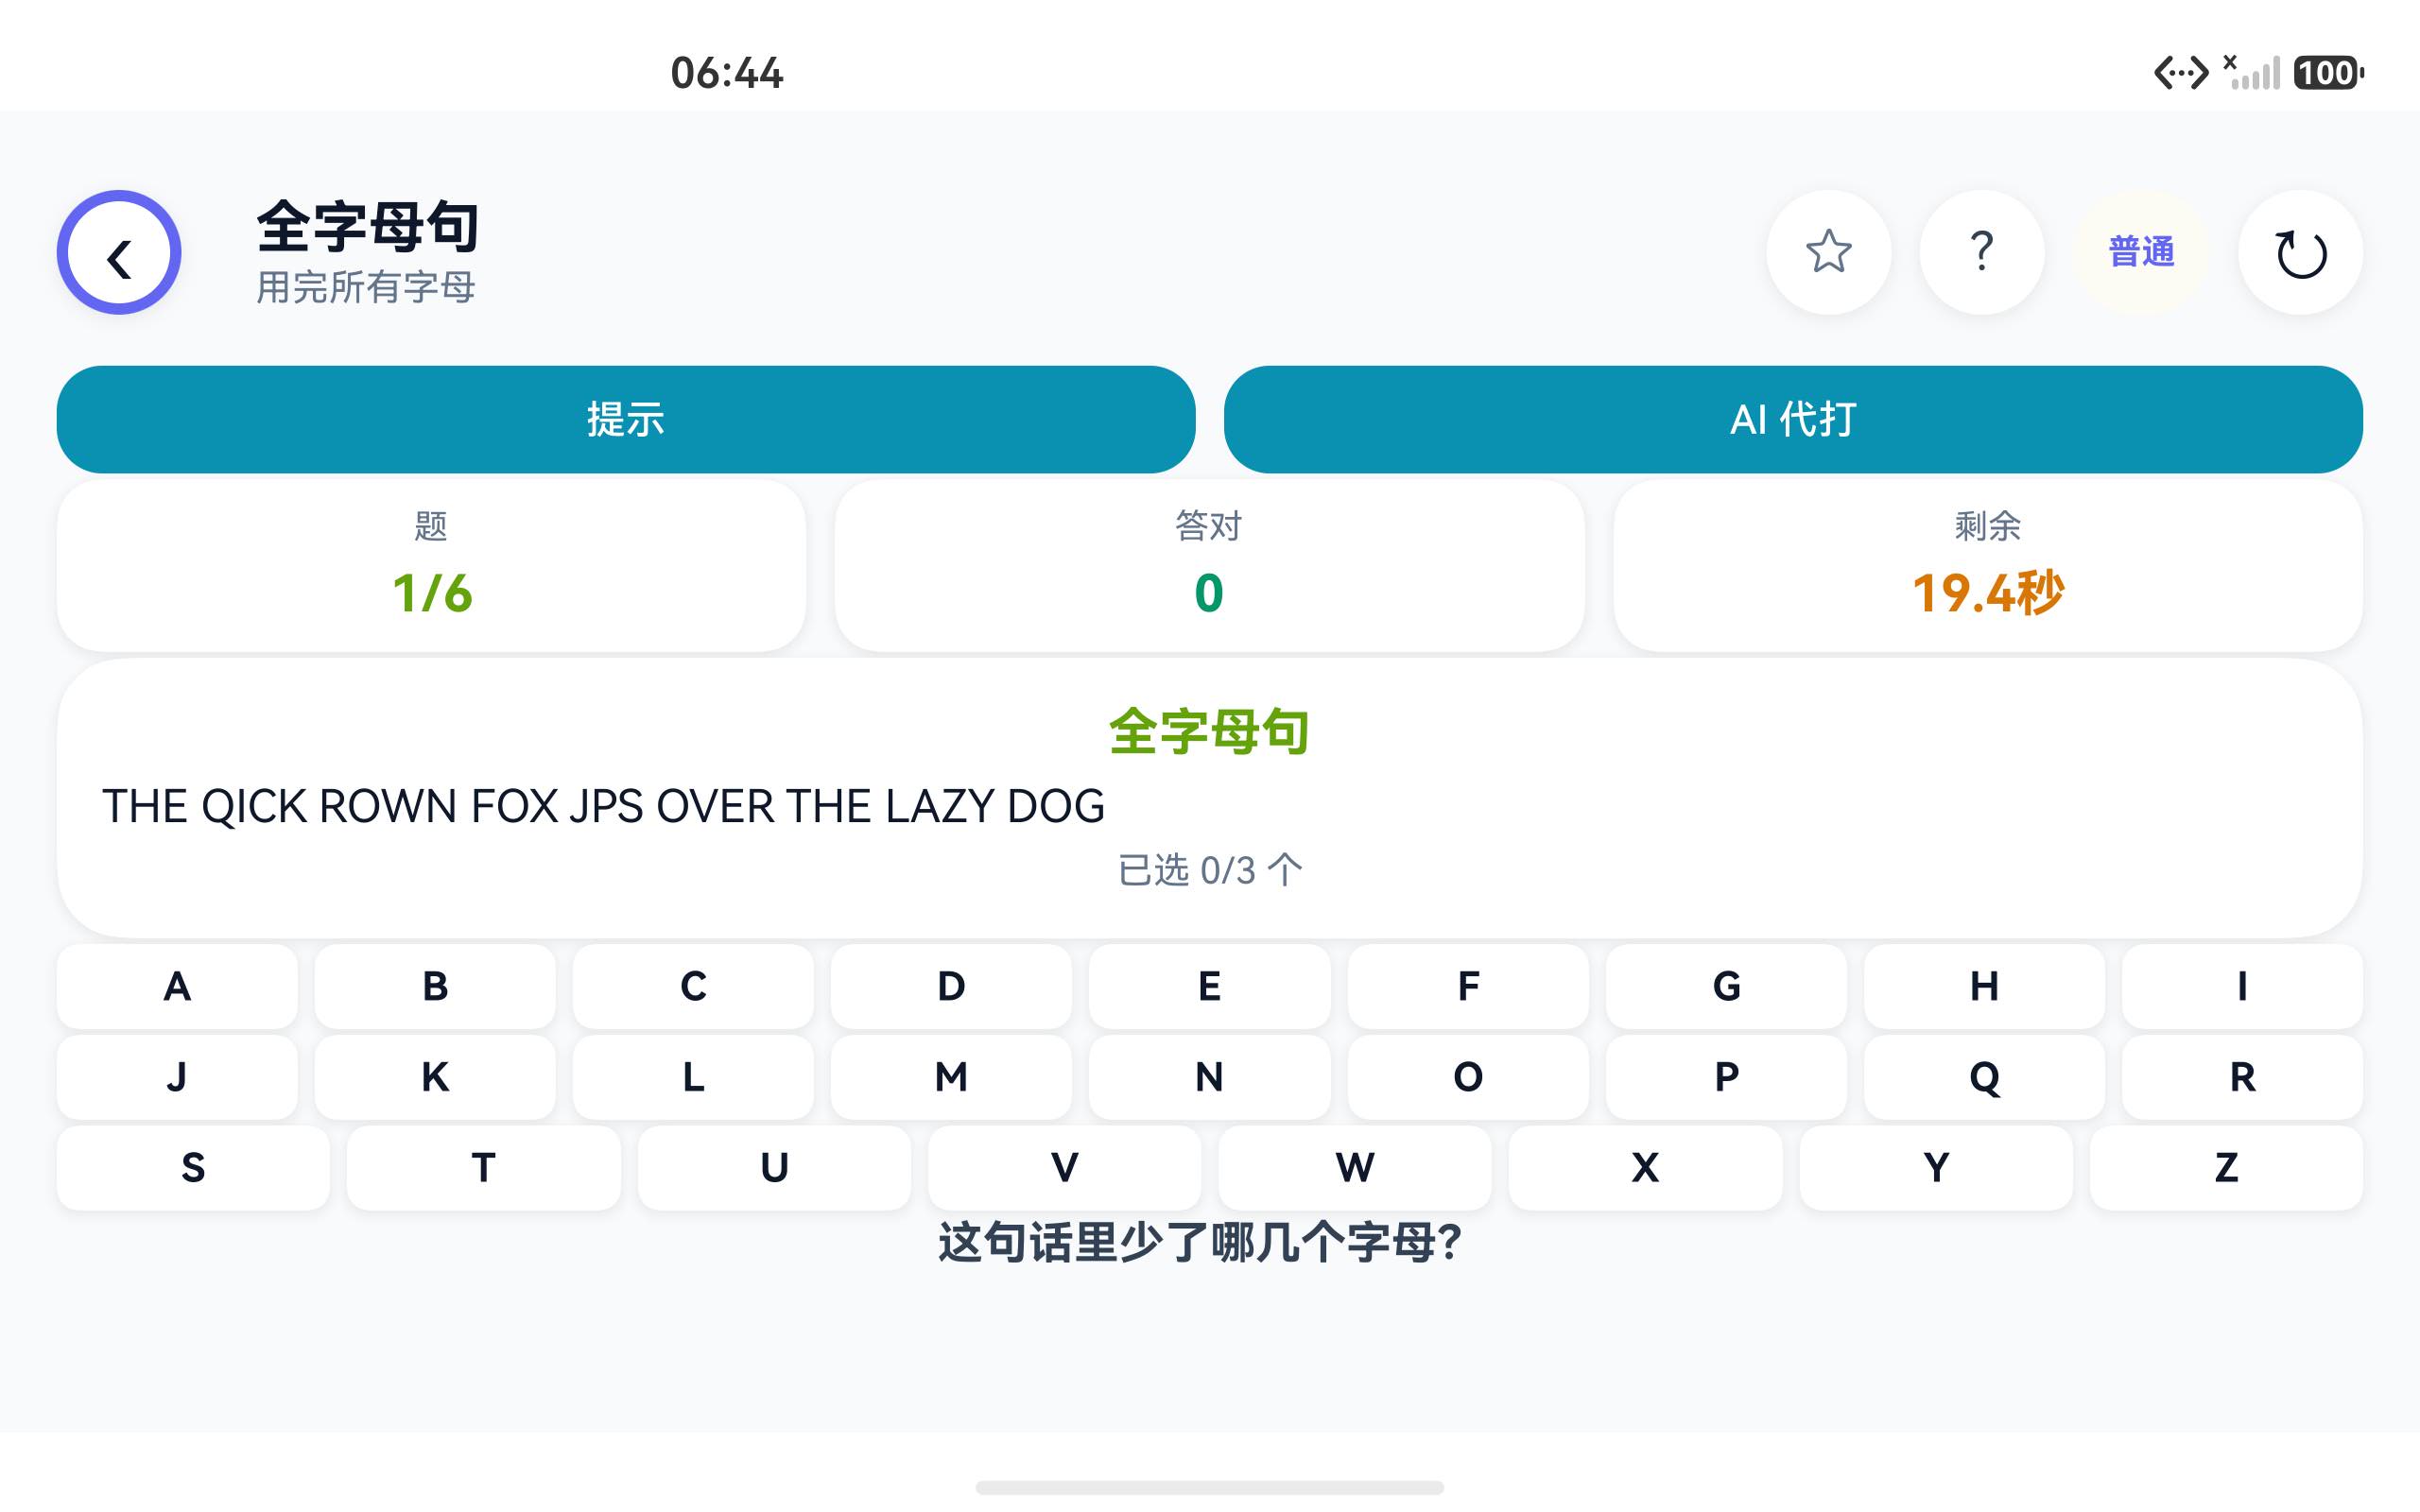 06:44
100
全字母句
用完所有字母
?
普通
提示
AI 代打
题
答对
剩余
1/6
0
19.4秒
全字母句
THE QICK ROWN FOX JPS OVER THE LAZY DOG
已选 0/3 个
A B C D E F G H I
J K L M N O P Q R
S T U V W X Y Z
这句话里少了哪几个字母?